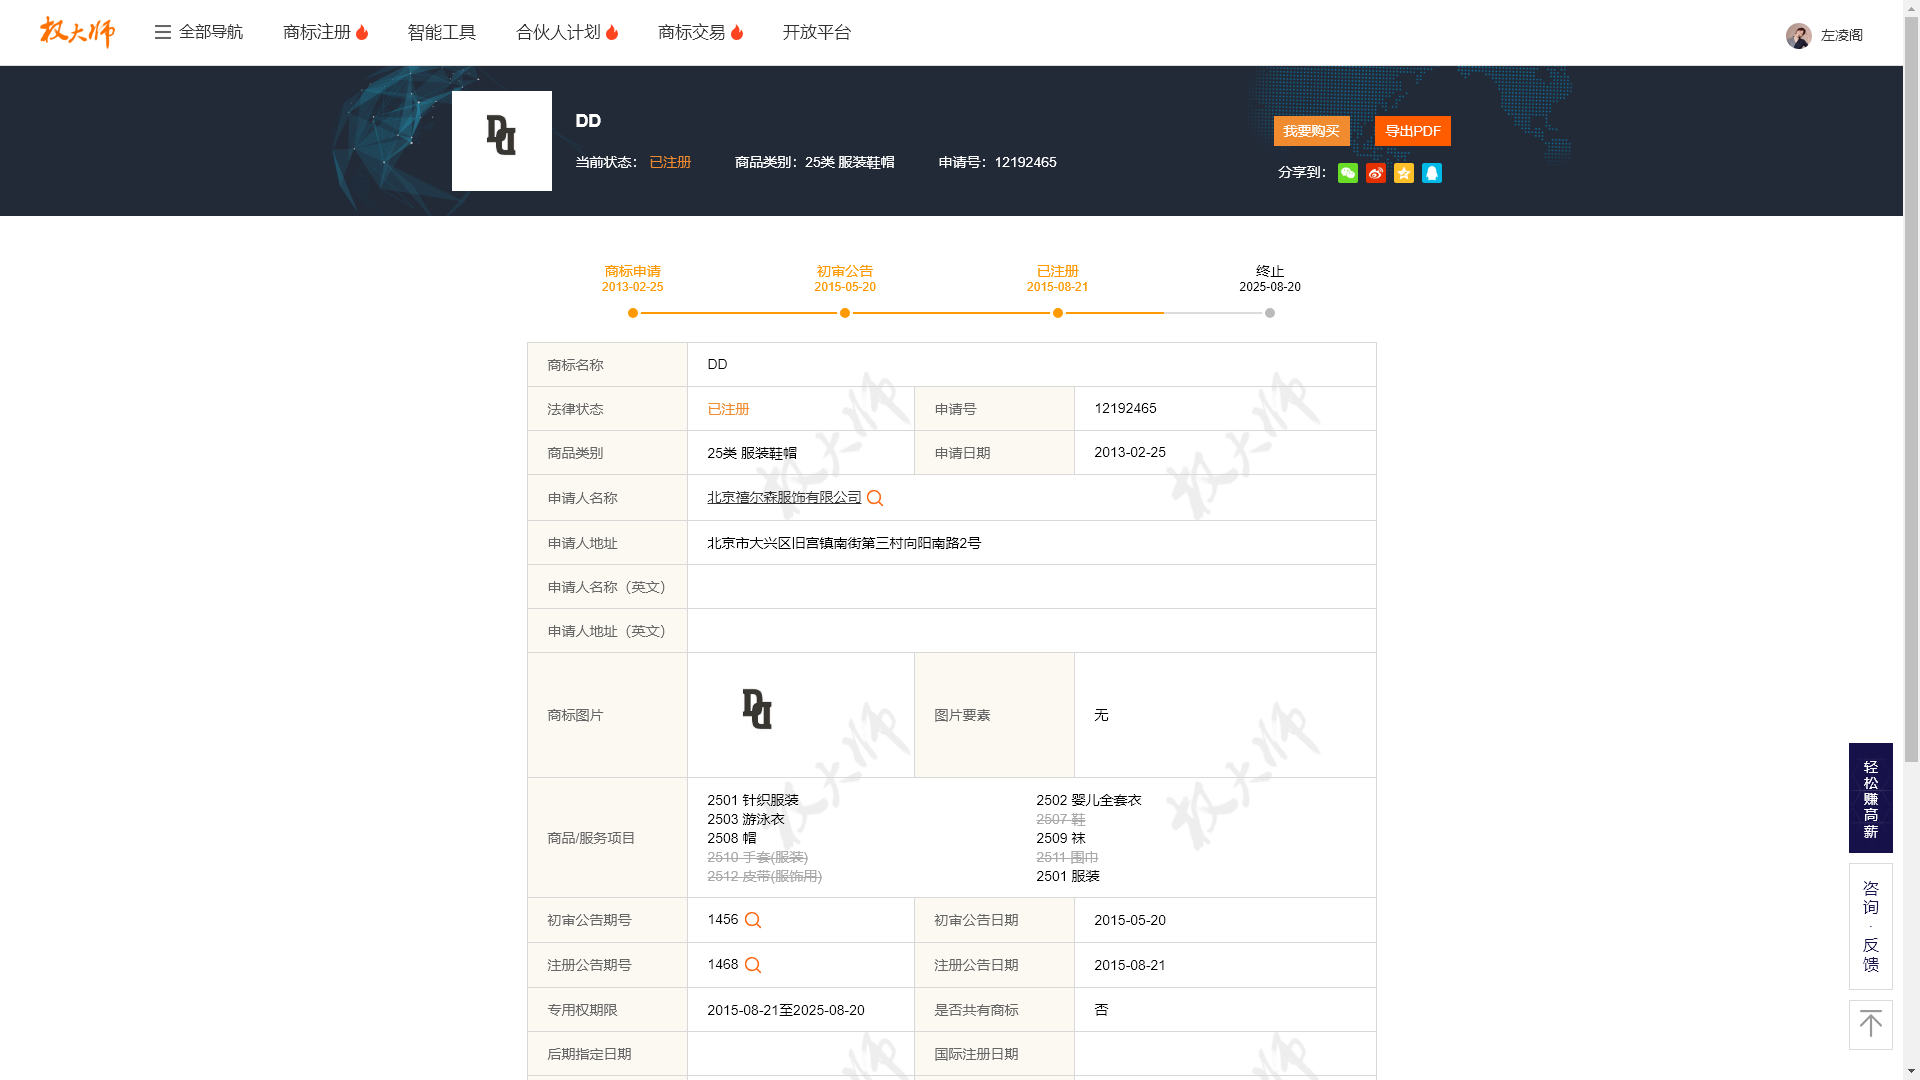 权大师
全部导航
商标注册
智能工具
合伙人计划
商标交易
开放平台
左凌阁
DD
DD
当前状态: 已注册
商品类别: 25类 服装鞋帽
申请号: 12192465
我要购买
导出PDF
分享到:
商标申请
2013-02-25
初审公告
2015-05-20
已注册
2015-08-21
终止
2025-08-20
商标名称 DD
法律状态 已注册 申请号 12192465
商品类别 25类 服装鞋帽 申请日期 2013-02-25
申请人名称 北京禧尔森服饰有限公司
申请人地址 北京市大兴区旧宫镇南街第三村向阳南路2号
申请人名称（英文）
申请人地址（英文）
商标图片 DD 图片要素 无
商品/服务项目
2501 针织服装 2502 婴儿全套衣
2503 游泳衣 2507 鞋
2508 帽 2509 袜
2510 手套(服装) 2511 围巾
2512 皮带(服饰用) 2501 服装
初审公告期号 1456 初审公告日期 2015-05-20
注册公告期号 1468 注册公告日期 2015-08-21
专用权期限 2015-08-21至2025-08-20 是否共有商标 否
后期指定日期 国际注册日期
权大师
权大师
权大师
权大师
轻松赚高薪
咨询·反馈